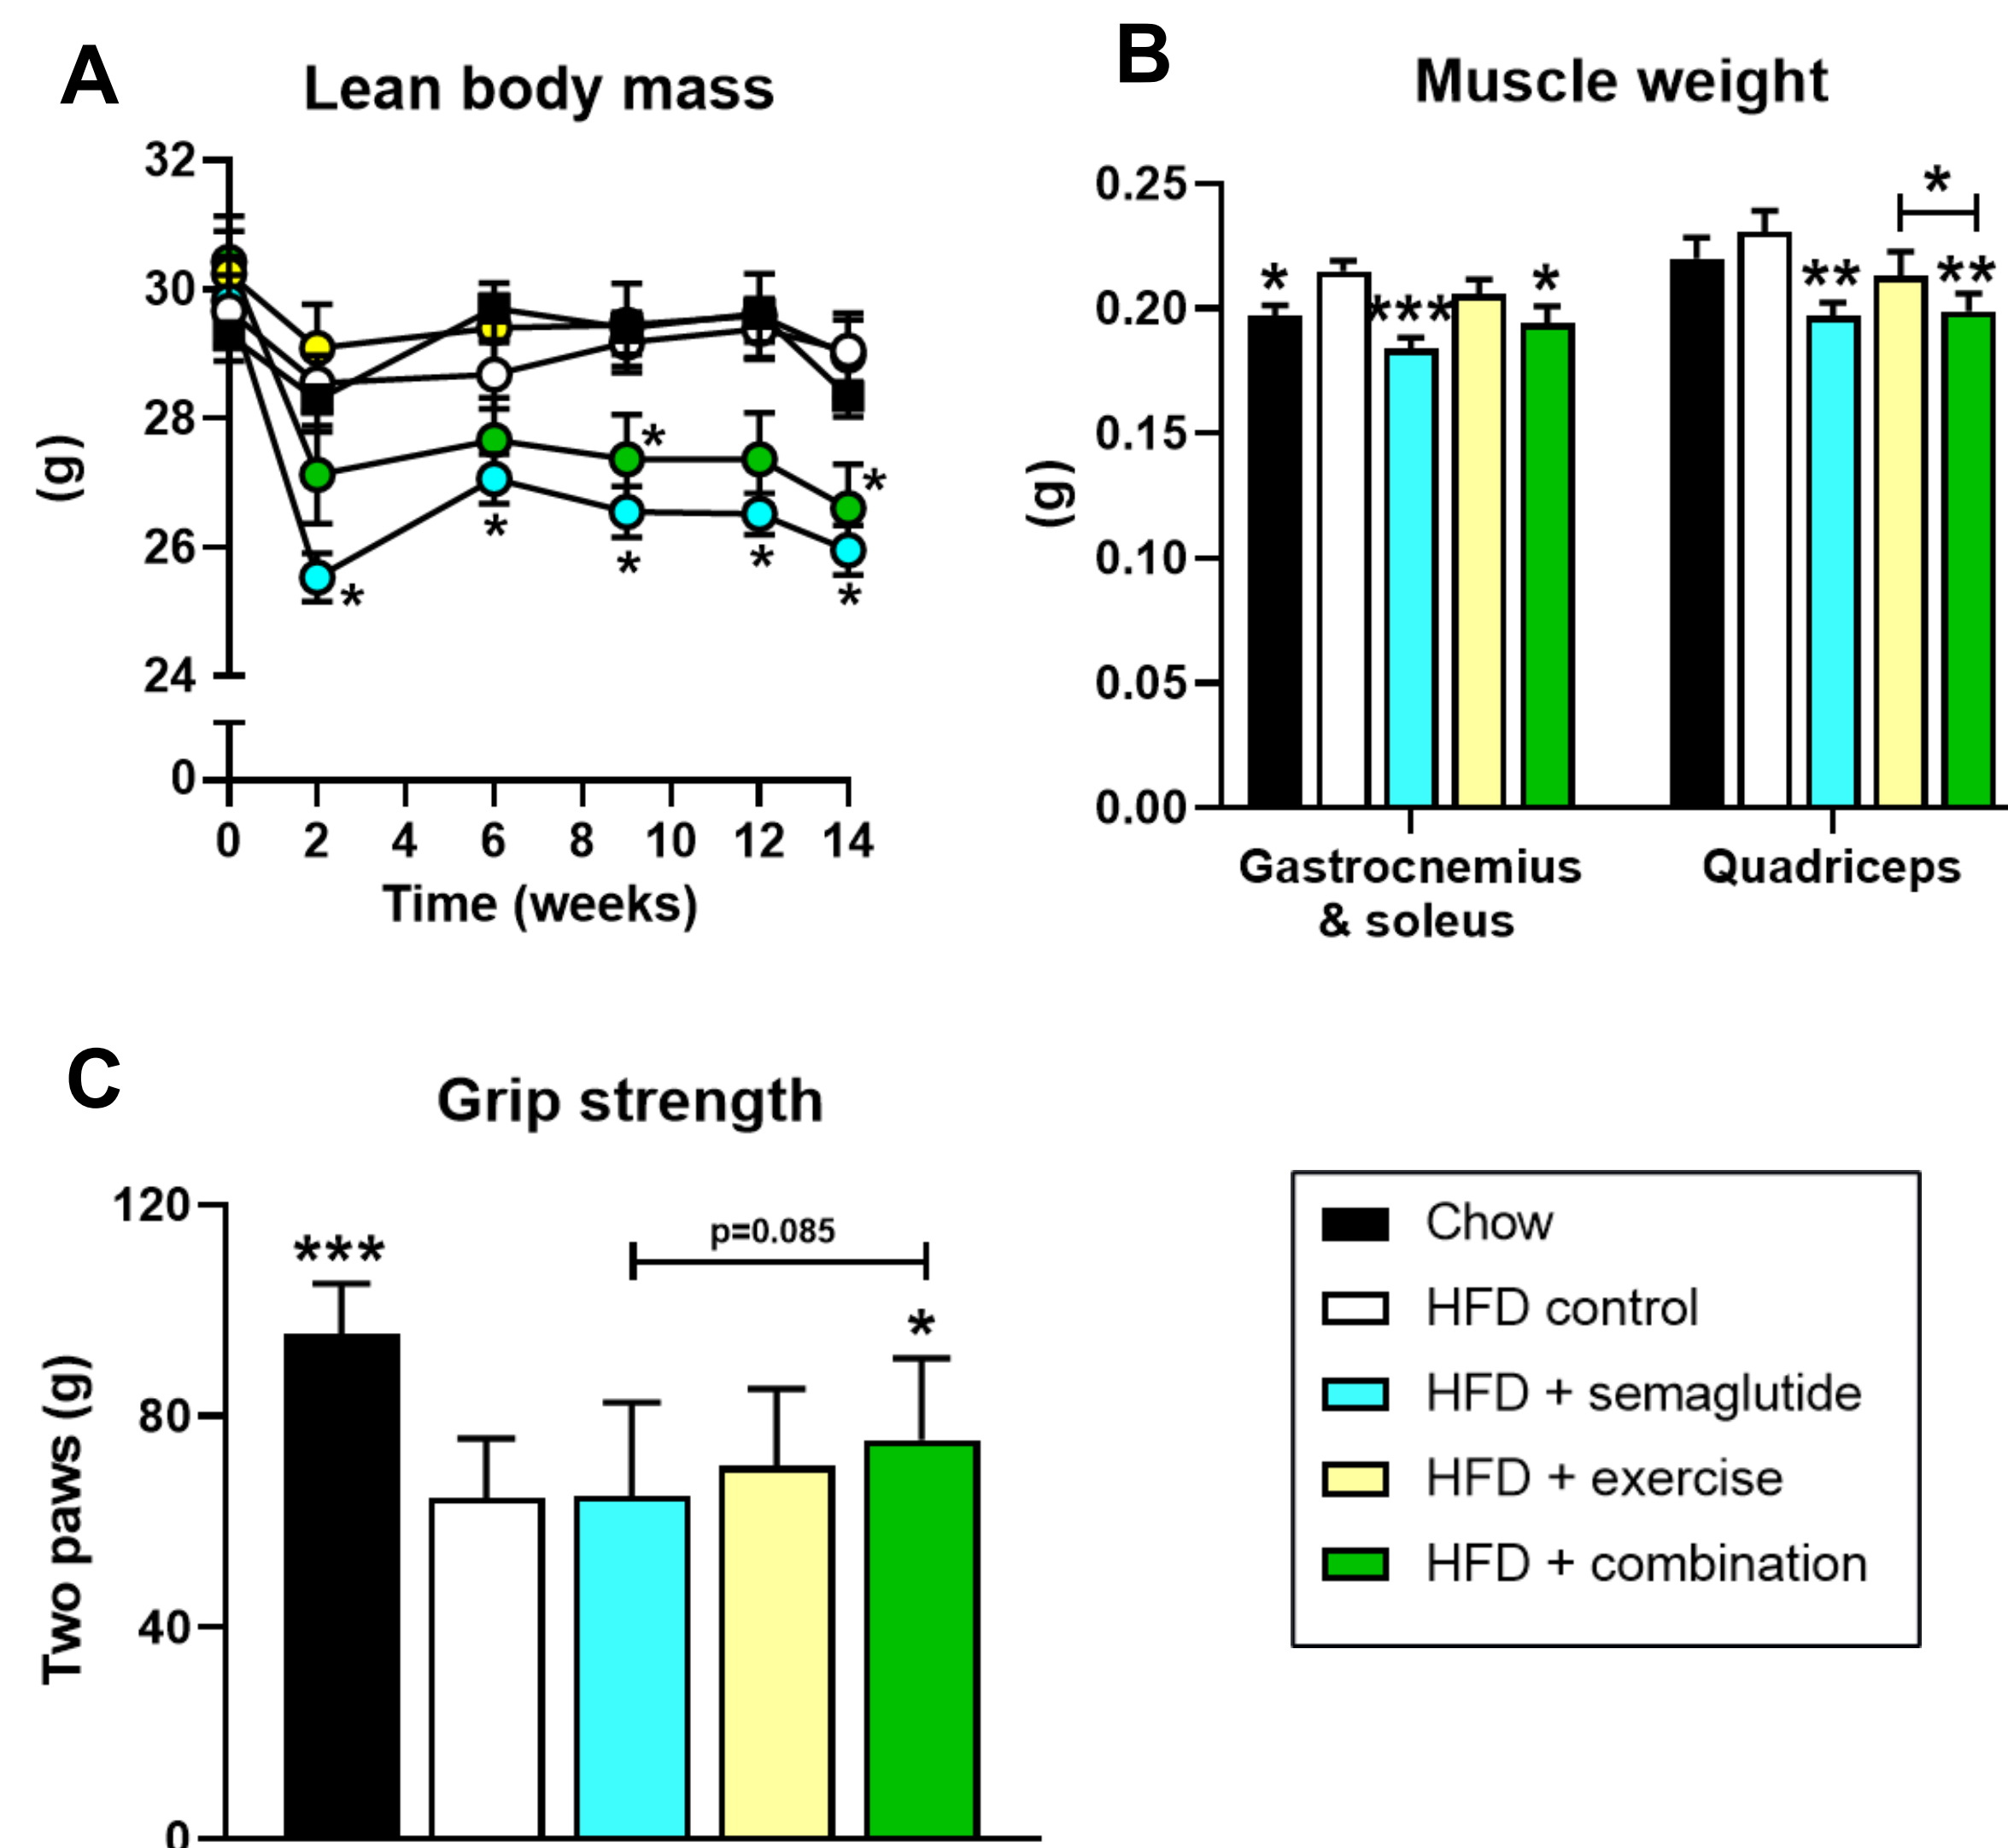 A
Lean body mass
32
30
28
26
24
0
(g)
*
*
*
*
*
*
*
0 2 4 6 8 10 12 14
Time (weeks)
B
Muscle weight
0.25
0.20
0.15
0.10
0.05
0.00
(g)
*
*
***
*
**
**
Gastrocnemius
& soleus
Quadriceps
C
Grip strength
120
80
40
0
Two paws (g)
***
p=0.085
*
Chow
HFD control
HFD + semaglutide
HFD + exercise
HFD + combination